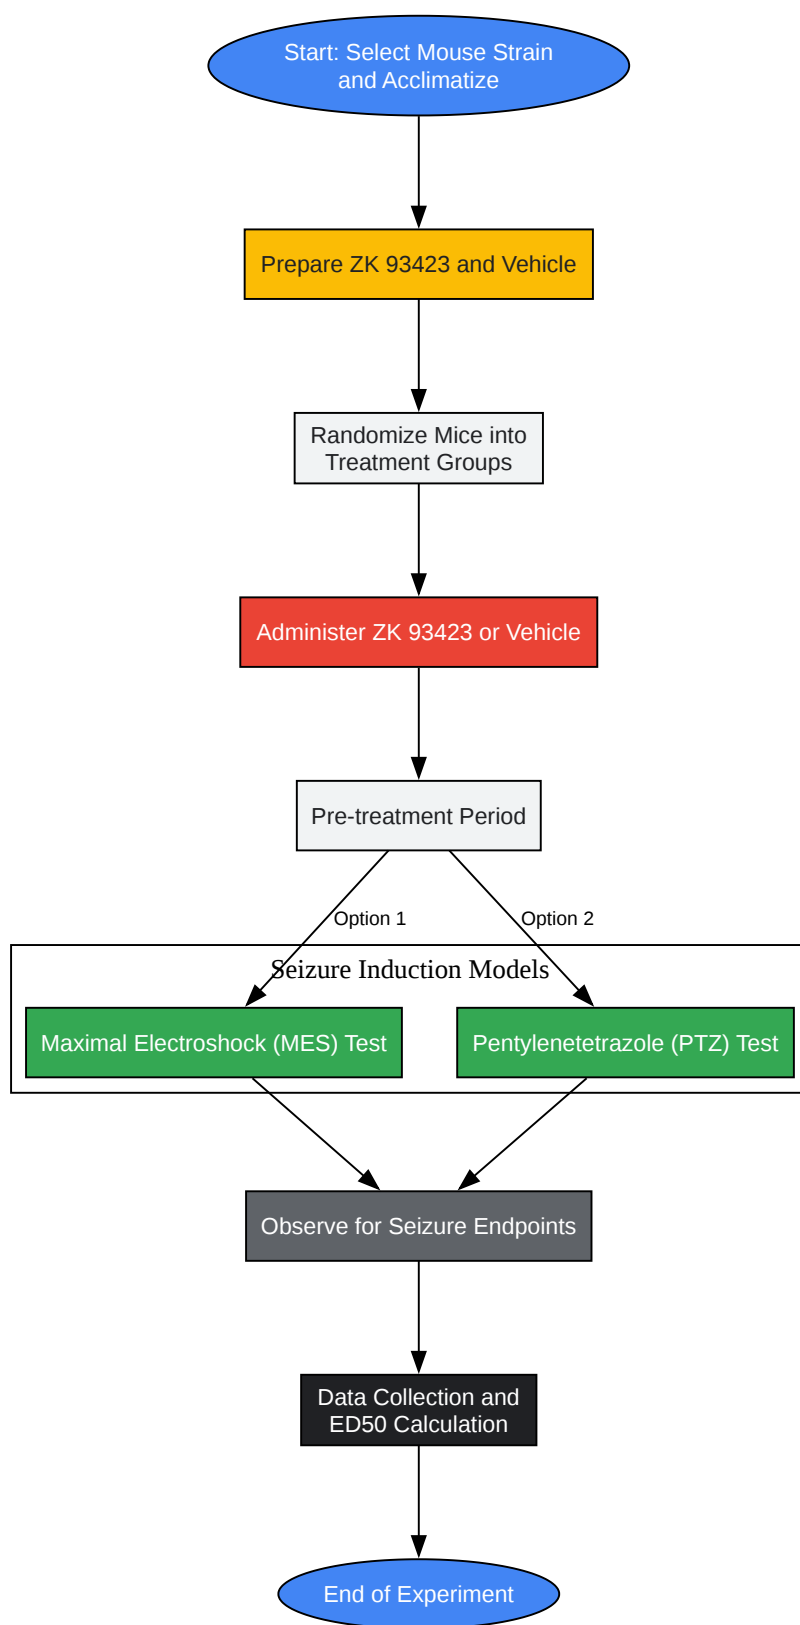 Start: Select Mouse Strain
and Acclimatize
Prepare ZK 93423 and Vehicle
Randomize Mice into
Treatment Groups
Administer ZK 93423 or Vehicle
Pre-treatment Period
Option 1
Option 2
Seizure Induction Models
Maximal Electroshock (MES) Test
Pentylenetetrazole (PTZ) Test
Observe for Seizure Endpoints
Data Collection and
ED50 Calculation
End of Experiment